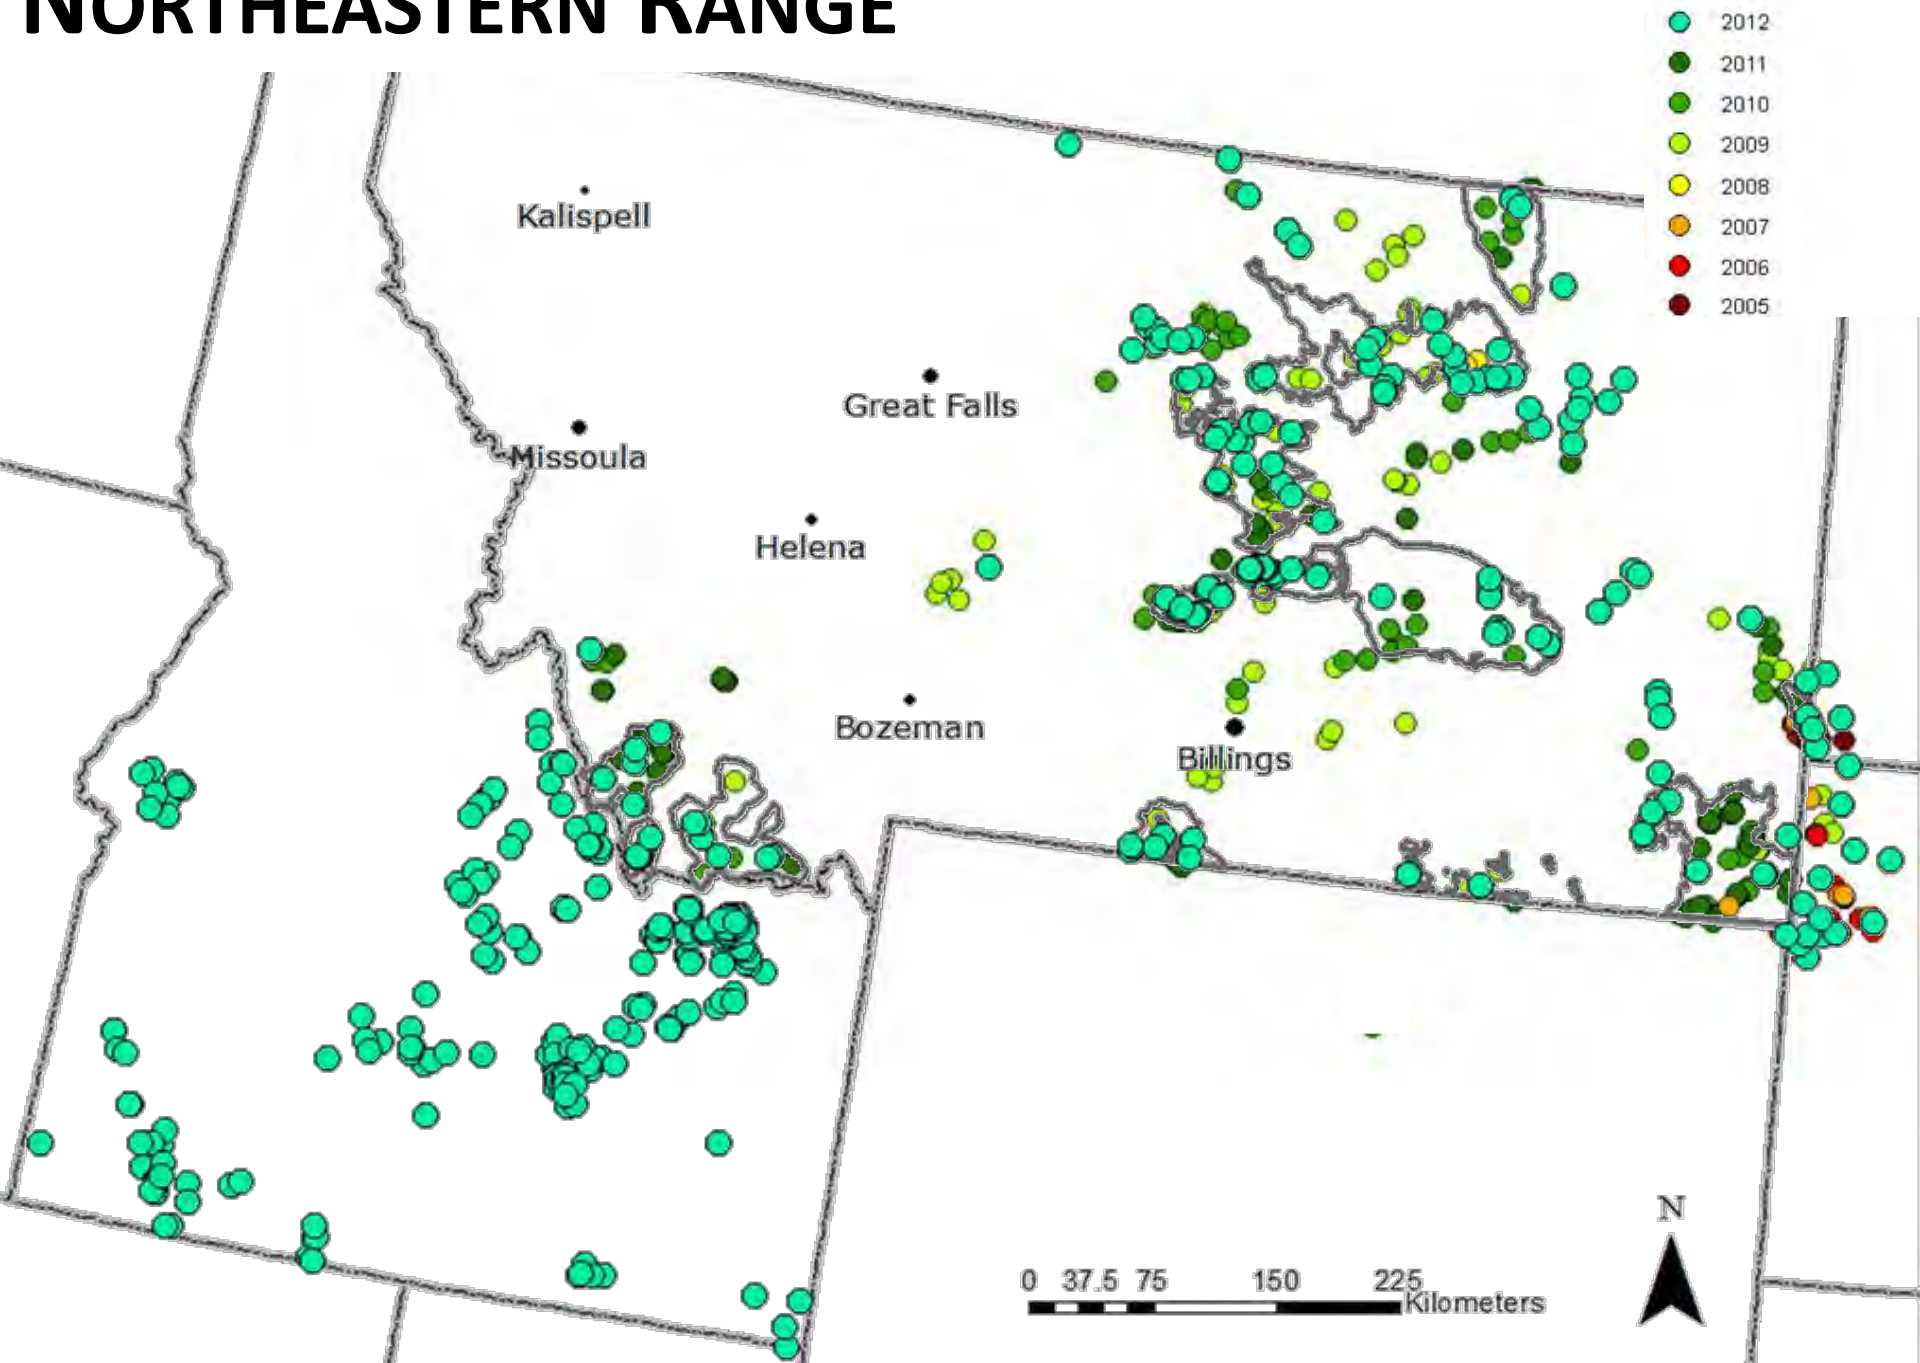 NORTHEASTERN RANGE
2012
2011
2010
2009
2008
2007
2006
2005
Kalispell
Great Falls
Missoula
Helena
Bozeman
Billings
N
0 37.5 75 150 225
Kilometers